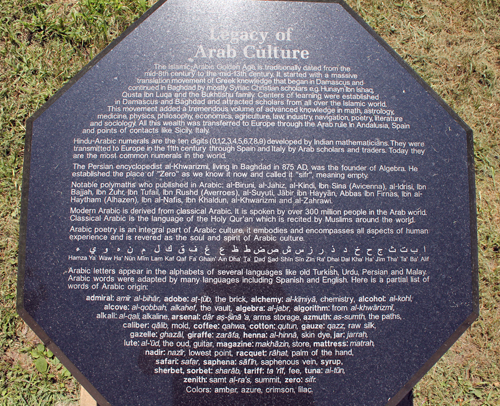 Legacy of
Arab Culture
The Islamic-Arabic Golden Age is traditionally dated from the
mid-8th century to the mid-13th century. It started with a massive
translation movement of Greek knowledge that began in Damascus and
continued in Baghdad by mostly Syriac Christian scholars e.g. Hunayn Ibn Ishaq,
Qusta Ibn Luqa and the Bukhtishu family. Centers of learning were established
in Damascus and Baghdad and attracted scholars from all over the Islamic world.
This movement added a tremendous volume of advanced knowledge in math, astrology,
medicine, physics, philosophy, economics, agriculture, law, industry, navigation, poetry, literature
and sociology. All this wealth was transferred to Europe through the Arab rule in Andalusia, Spain
and points of contacts like Sicily, Italy.
Hindu-Arabic numerals are the ten digits (0,1,2,3,4,5,6,7,8,9) developed by Indian mathematicians. They were
transmitted to Europe in the 11th century through Spain and Italy by Arab scholars and traders. Today they
are the most common numerals in the world.
The Persian encyclopedist al-Khwarizmi, living in Baghdad in 875 AD, was the founder of Algebra. He
established the place of "Zero" as we know it now and called it "sifr", meaning empty.
Notable polymaths who published in Arabic: al-Biruni, al-Jahiz, al-Kindi, Ibn Sina (Avicenna), al-Idrisi, Ibn
Bajjah, Ibn Zuhr, Ibn Tufail, Ibn Rushd (Averroes), al-Suyuti, Jābir Ibn Hayyān, Abbas Ibn Firnas, Ibn al-
Haytham (Alhazen), Ibn al-Nafis, Ibn Khaldun, al-Khwarizmi and al-Zahrawi.
Modern Arabic is derived from classical Arabic. It is spoken by over 300 million people in the Arab world.
Classical Arabic is the language of the Holy Qur'an which is recited by Muslims around the world.
Arabic poetry is an integral part of Arabic culture, it embodies and encompasses all aspects of human
experience and is revered as the soul and spirit of Arabic culture.
ا ب ت ث ج ح خ د ذ ر ز س ش ص ض ط ظ ع غ ف ق ك ل م ن ه و ي ء
Hamza Ya' Waw Ha' Nūn Mīm Lam Kaf Qaf Fa' Ghain 'Ain Dha' Ta' Dad Sad Shīn Sīn Zīn Ra' Dhal Dal Kha' Ha' Jīm Tha' Ta' Ba' Alif
Arabic letters appear in the alphabets of several languages like old Turkish, Urdu, Persian and Malay.
Arabic words were adapted by many languages including Spanish and English. Here is a partial list of
words of Arabic origin:
admiral: amīr al-bihār, adobe: aṭ-ṭūb, the brick, alchemy: al-kīmiyā, chemistry, alcohol: al-kohl,
alcove: al-qobbah, alkahef, the vault, algebra: al-jabr, algorithm: from al-khwārizmī,
alkali: al-qali, alkaline, arsenal: dār aṣ-ṣinā'a, arms storage, azmuth: as-sumth, the paths,
caliber: qālib, mold, coffee: qahwa, cotton: qutun, gauze: qazz, raw silk,
gazelle: ghazāl, giraffe: zarāfa, henna: al-hinnā, skin dye, jar: jarrah,
lute: al-'ūd, the oud, guitar, magazine: makhāzin, store, mattress: matrah,
nadir: nazīr, lowest point, racquet: rāhat, palm of the hand,
safari: safar, saphena: sāfīn, saphenous vein, syrup,
sherbet, sorbet: sharāb, tariff: ta 'rīf, fee, tuna: al-tūn,
zenith: samt al-ra's, summit, zero: sifr.
Colors: amber, azure, crimson, lilac.